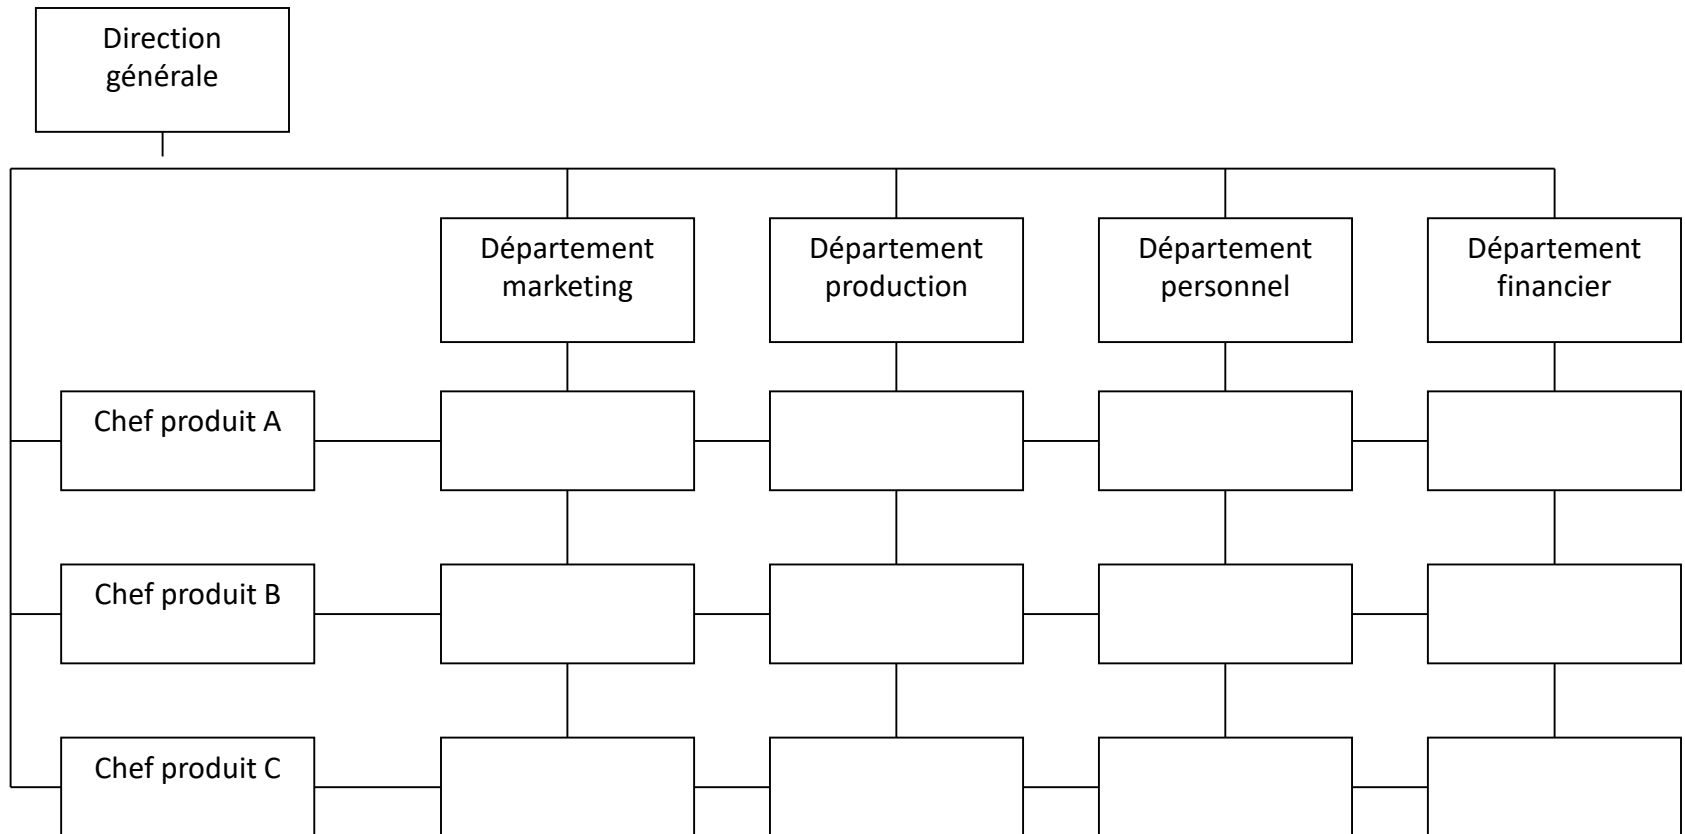 Direction
générale
Département
marketing
Département
production
Département
personnel
Département
financier
Chef produit A
Chef produit B
Chef produit C